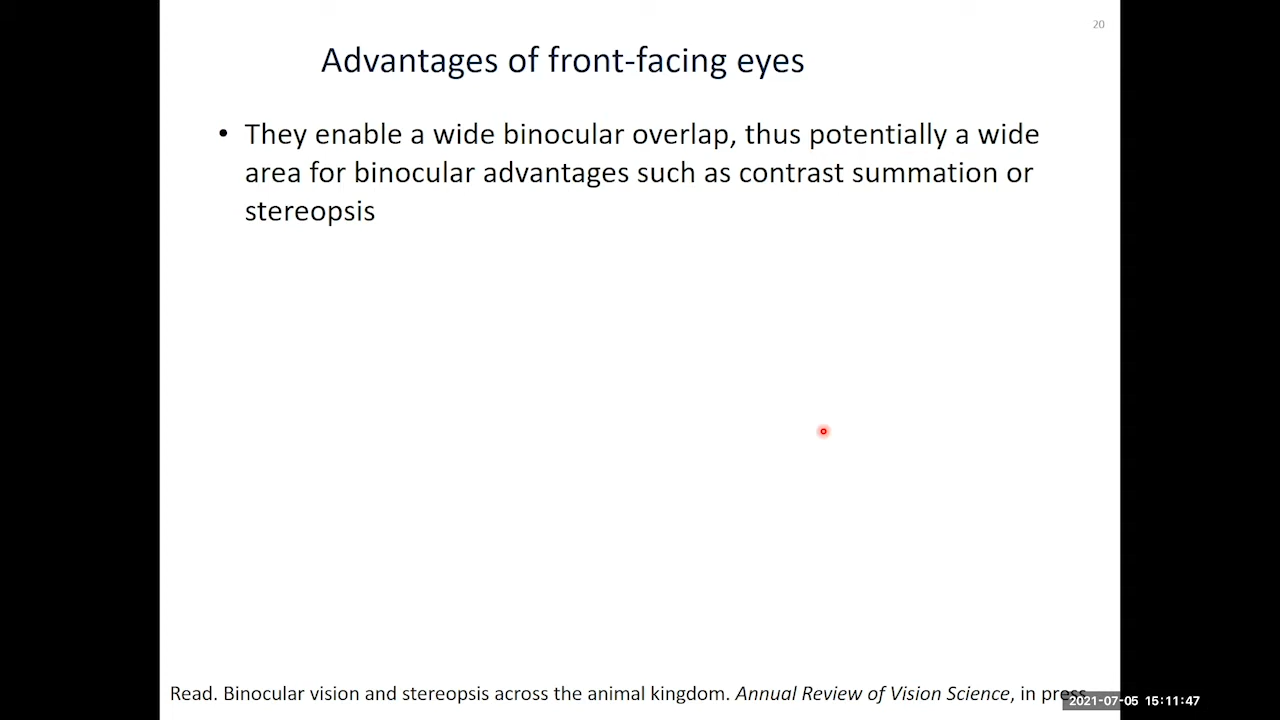 20
Advantages of front-facing eyes
• They enable a wide binocular overlap, thus potentially a wide
area for binocular advantages such as contrast summation or
stereopsis
Read. Binocular vision and stereopsis across the animal kingdom. Annual Review of Vision Science, in press.
2021-07-05 15:11:47